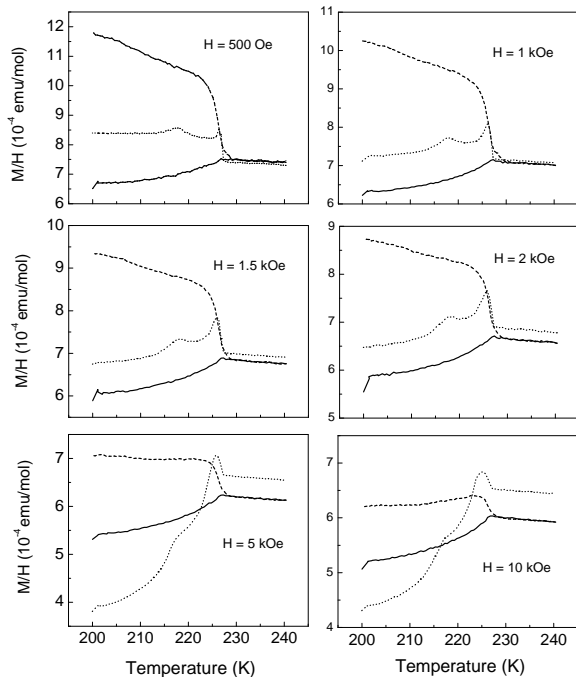 12
11
10
9
8
7
6
M/H (10⁻⁴ emu/mol)
H = 500 Oe
11
10
9
8
7
6
H = 1 kOe
10
9
8
7
6
M/H (10⁻⁴ emu/mol)
H = 1.5 kOe
9
8
7
6
5
H = 2 kOe
7
6
5
4
M/H (10⁻⁴ emu/mol)
H = 5 kOe
200 210 220 230 240
Temperature (K)
7
6
5
4
H = 10 kOe
200 210 220 230 240
Temperature (K)